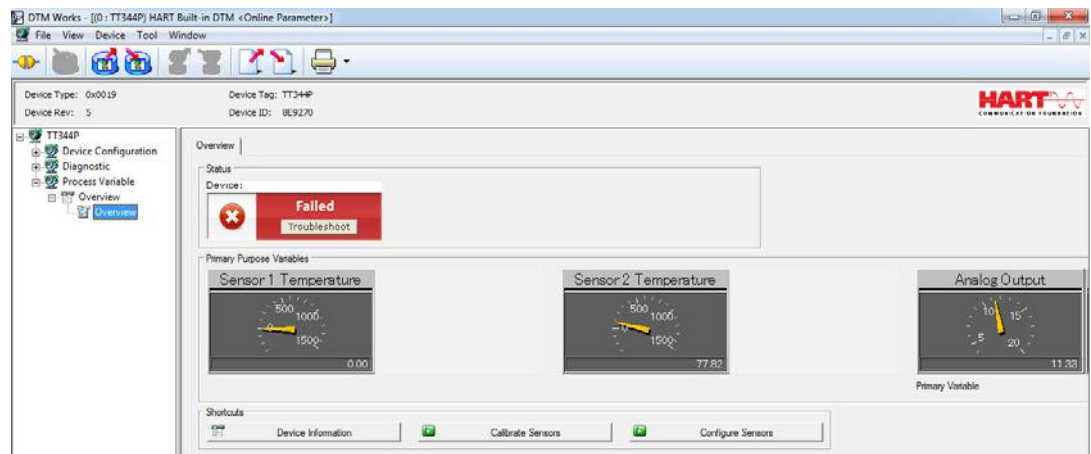 DTM Works - [(0 : TT344P) HART Built-in DTM <Online Parameter>]
File View Device Tool Window
Device Type: 0x0019 Device Tag: TT344P
Device Rev: 5 Device ID: 8E9270
HART
COMMUNICATION FOUNDATION
TT344P
Device Configuration
Diagnostic
Process Variable
Overview
Overview
Overview
Status
Device:
Failed
Troubleshoot
Primary Purpose Variables
Sensor 1 Temperature
0 500 1000 1500
0.00
Sensor 2 Temperature
0 500 1000 1500
77.82
Analog Output
5 10 15 20
11.33
Primary Variable
Shortcuts
Device Information Calibrate Sensors Configure Sensors